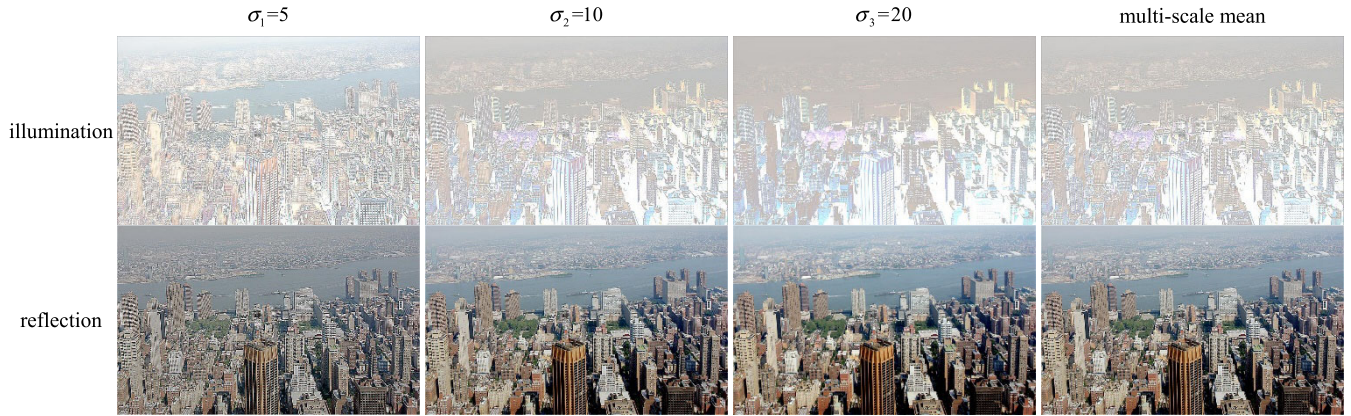 σ₁=5 σ₂=10 σ₃=20 multi-scale mean
illumination
reflection